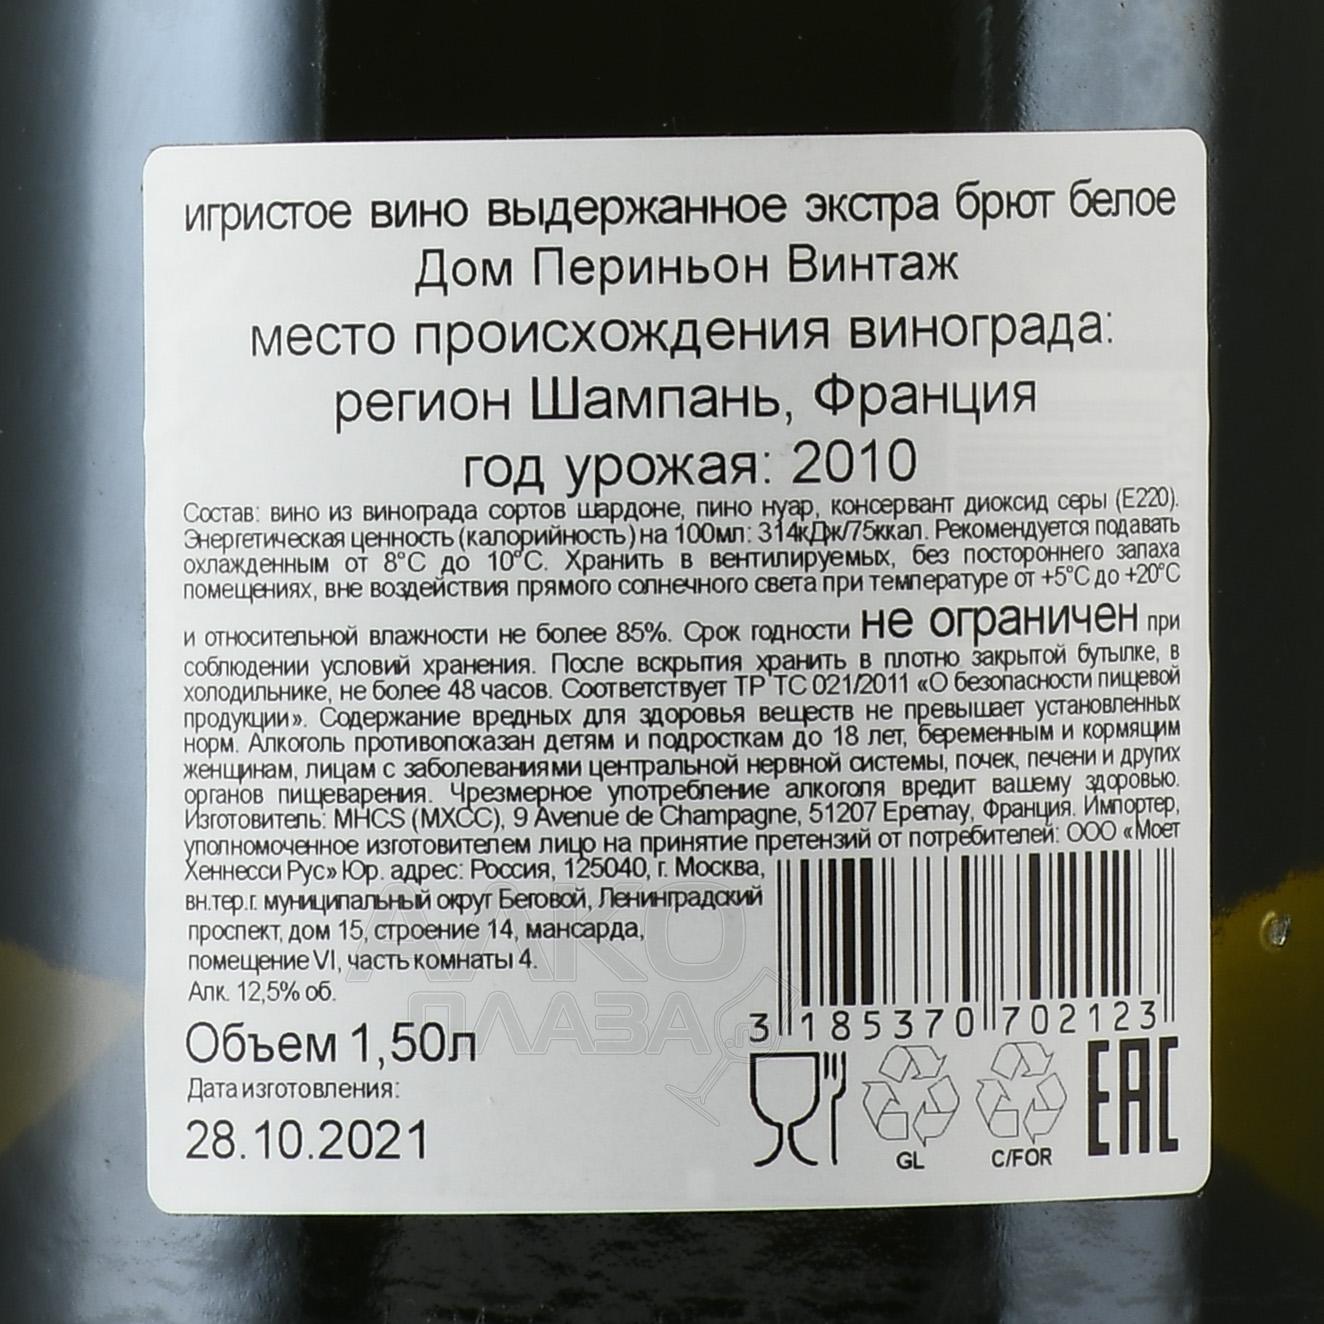 игристое вино выдержанное экстра брют белое
Дом Периньон Винтаж
место происхождения винограда:
регион Шампань, Франция
год урожая: 2010
Состав: вино из винограда сортов шардоне, пино нуар, консервант диоксид серы (Е220).
Энергетическая ценность (калорийность) на 100мл: 314кДж/75ккал. Рекомендуется подавать
охлажденным от 8°С до 10°С. Хранить в вентилируемых, без постороннего запаха
помещениях, вне воздействия прямого солнечного света при температуре от +5°С до +20°С
и относительной влажности не более 85%. Срок годности не ограничен при
соблюдении условий хранения. После вскрытия хранить в плотно закрытой бутылке, в
холодильнике, не более 48 часов. Соответствует ТР ТС 021/2011 «О безопасности пищевой
продукции». Содержание вредных для здоровья веществ не превышает установленных
норм. Алкоголь противопоказан детям и подросткам до 18 лет, беременным и кормящим
женщинам, лицам с заболеваниями центральной нервной системы, почек, печени и других
органов пищеварения. Чрезмерное употребление алкоголя вредит вашему здоровью.
Изготовитель: MHCS (МХСС), 9 Avenue de Champagne, 51207 Epernay, Франция. Импортер,
уполномоченное изготовителем лицо на принятие претензий от потребителей: ООО «Моет
Хеннесси Рус» Юр. адрес: Россия, 125040, г. Москва,
вн.тер.г. муниципальный округ Беговой, Ленинградский
проспект, дом 15, строение 14, мансарда,
помещение VI, часть комнаты 4.
Алк. 12,5% об.
Объем 1,50л
Дата изготовления:
28.10.2021
3 185370 702123
GL
C/FOR
EAC
АЛКО
ПЛАЗА.ru